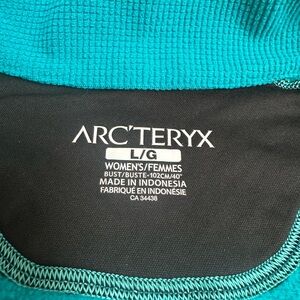 ARC'TERYX
L/G
WOMEN'S/FEMMES
BUST/BUSTE-102CM/40"
MADE IN INDONESIA
FABRIQUÉ EN INDONÉSIE
CA 34438